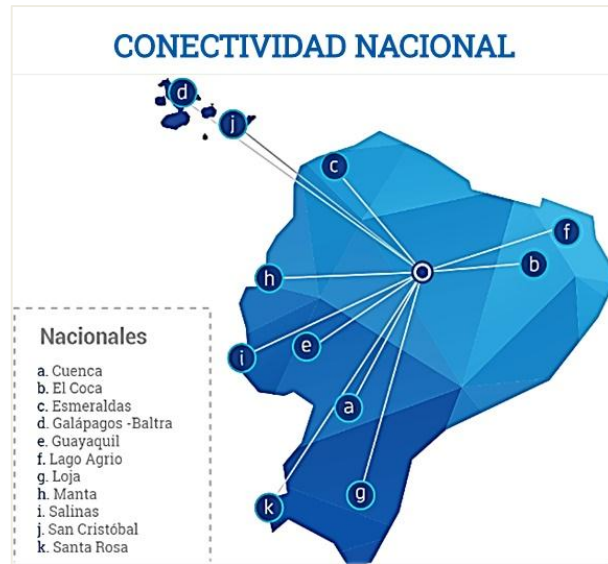 CONECTIVIDAD NACIONAL
d
j
c
f
b
h
e
i
a
g
k
Nacionales
a. Cuenca
b. El Coca
c. Esmeraldas
d. Galápagos -Baltra
e. Guayaquil
f. Lago Agrio
g. Loja
h. Manta
i. Salinas
j. San Cristóbal
k. Santa Rosa